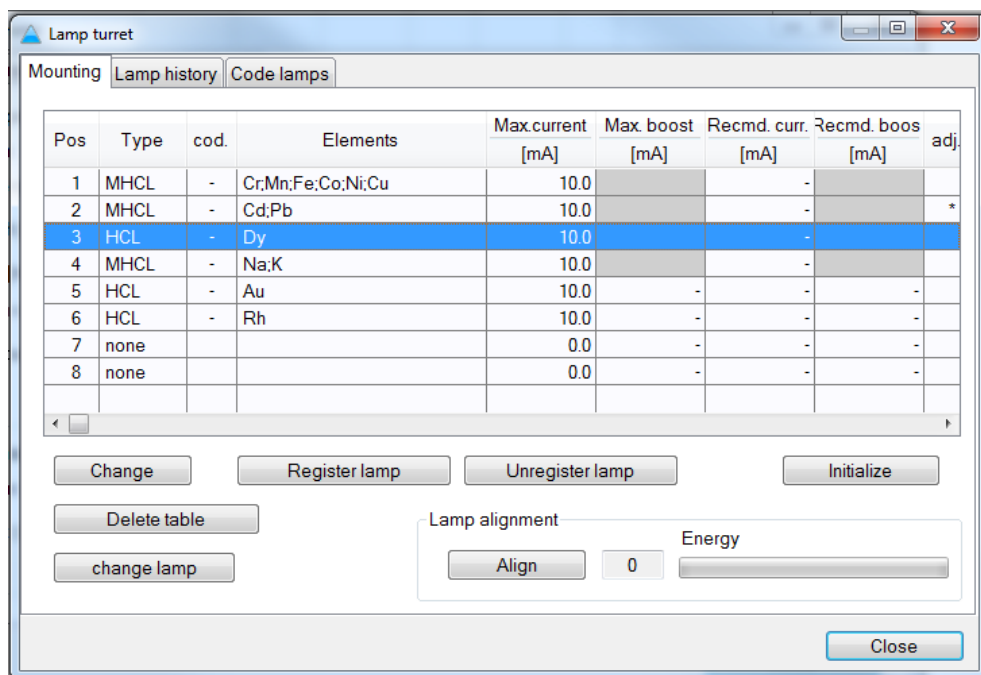 Lamp turret
Mounting Lamp history Code lamps
Pos Type cod. Elements Max.current [mA] Max. boost [mA] Recmd. curr. [mA] Recmd. boos [mA] adj.
1 MHCL - Cr;Mn;Fe;Co;Ni;Cu 10.0 -
2 MHCL - Cd;Pb 10.0 - *
3 HCL - Dy 10.0 -
4 MHCL - Na;K 10.0 -
5 HCL - Au 10.0 - - -
6 HCL - Rh 10.0 - - -
7 none 0.0 - - -
8 none 0.0 - - -
Change Register lamp Unregister lamp Initialize
Delete table
Lamp alignment
Energy
change lamp
Align 0
Close